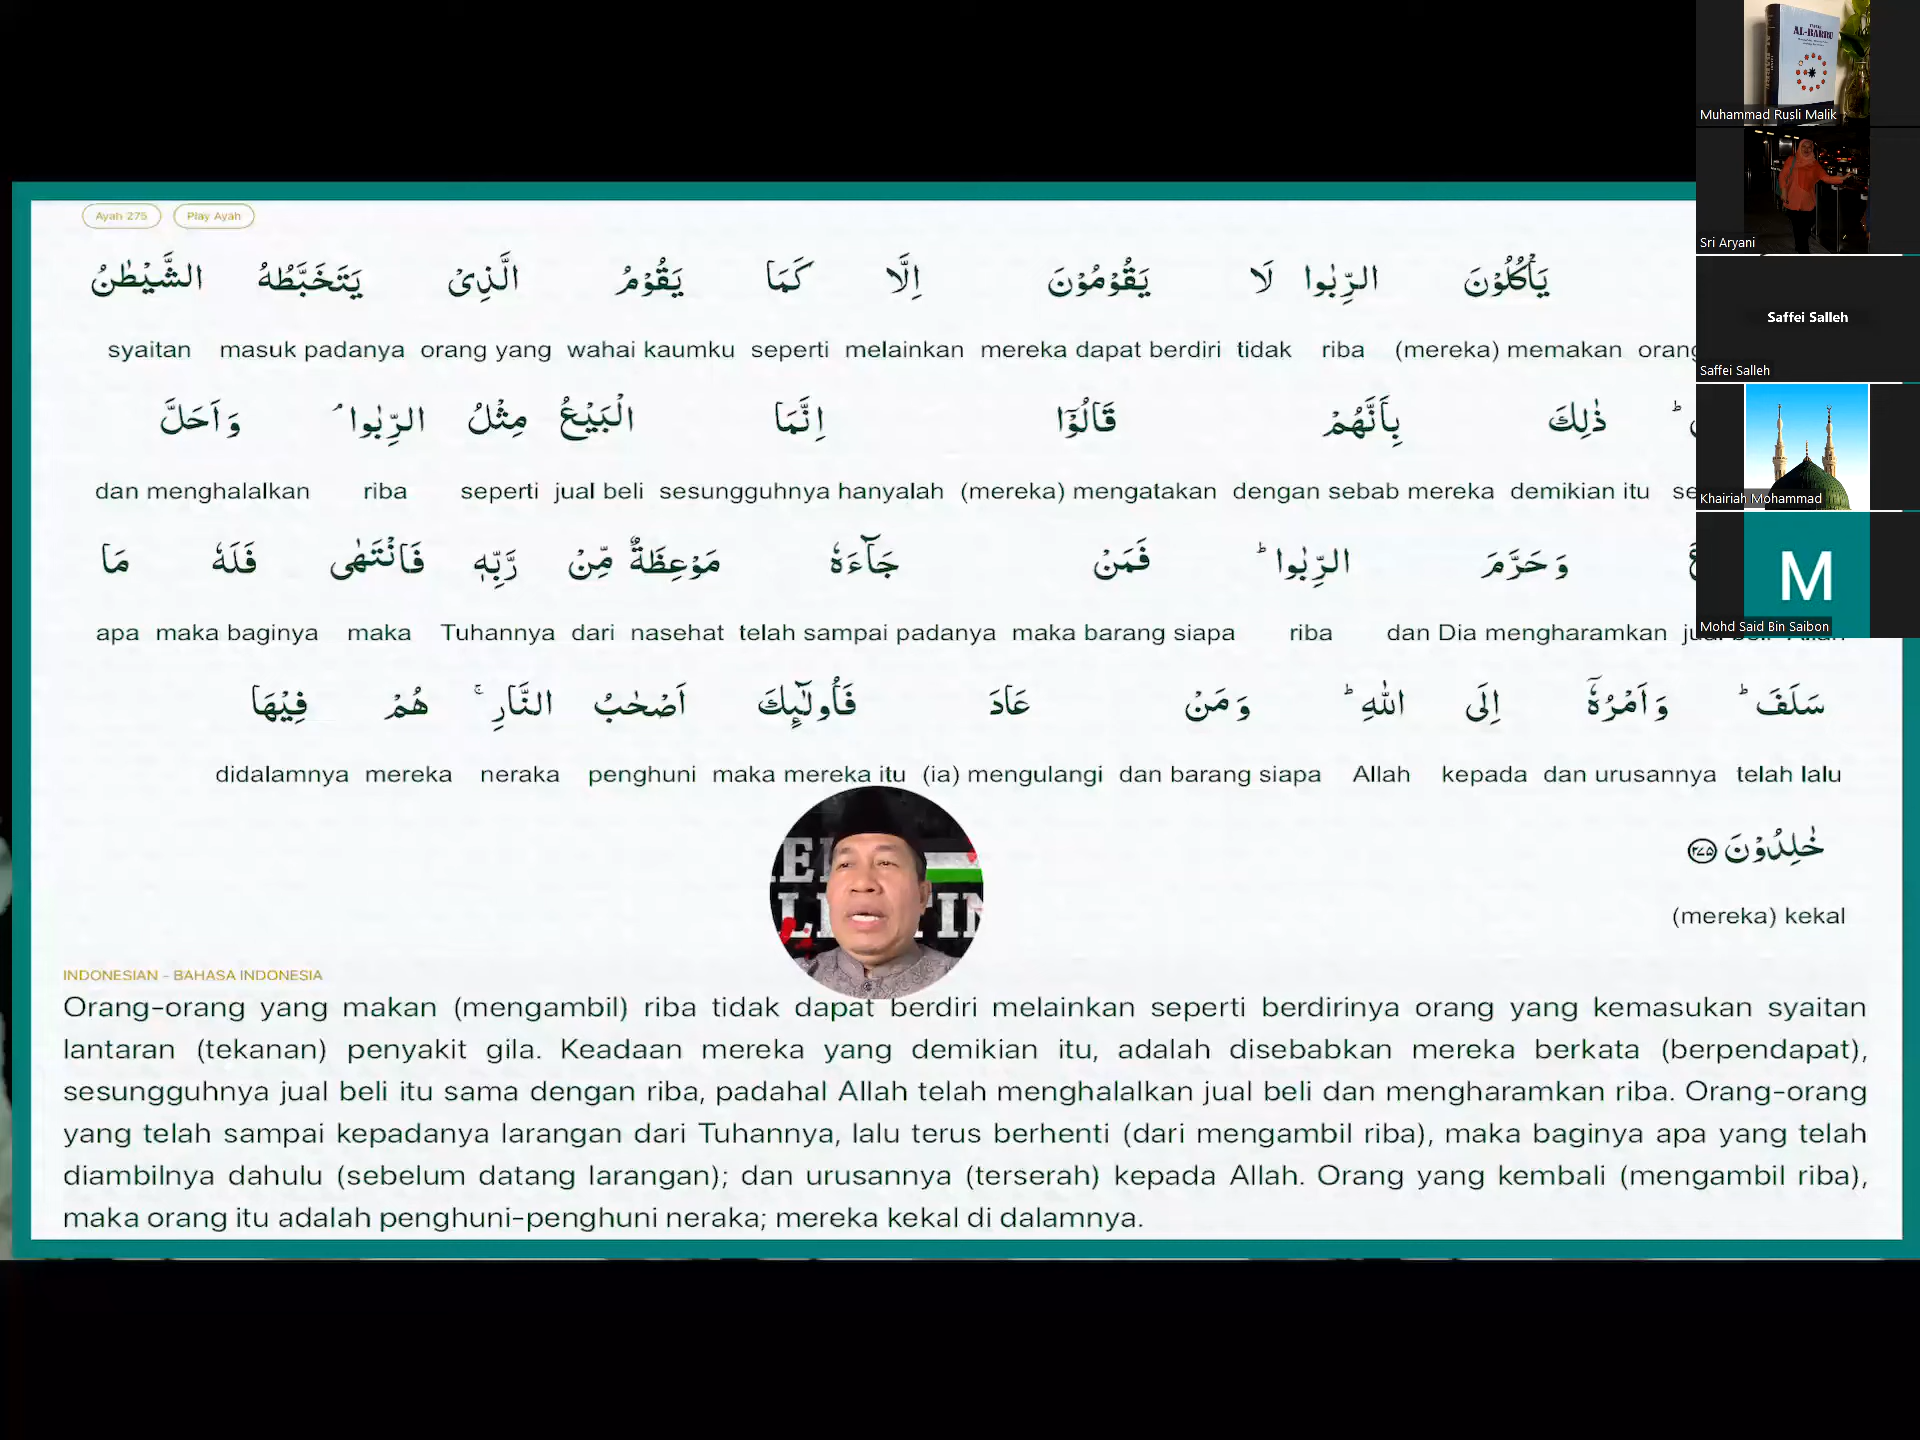 Ayah 275
Play Ayah
يَأْكُلُوْنَ الرِّبٰوا لَا يَقُوْمُوْنَ اِلَّا كَمَا يَقُوْمُ الَّذِيْ يَتَخَبَّطُهُ الشَّيْطٰنُ
syaitan masuk padanya orang yang wahai kaumku seperti melainkan mereka dapat berdiri tidak riba (mereka) memakan orang
ذٰلِكَ بِاَنَّهُمْ قَالُوْٓا اِنَّمَا الْبَيْعُ مِثْلُ الرِّبٰوا ۘ وَاَحَلَّ
dan menghalalkan riba seperti jual beli sesungguhnya hanyalah (mereka) mengatakan dengan sebab mereka demikian itu
وَحَرَّمَ الرِّبٰوا ۗ فَمَنْ جَاۤءَهٗ مَوْعِظَةٌ مِّنْ رَّبِّهٖ فَانْتَهٰى فَلَهٗ مَا
apa maka baginya maka Tuhannya dari nasehat telah sampai padanya maka barang siapa riba dan Dia mengharamkan jual beli Allah
سَلَفَ ۗ وَاَمْرُهٗٓ اِلَى اللّٰهِ ۗ وَمَنْ عَادَ فَاُولٰۤىِٕكَ اَصْحٰبُ النَّارِ ۚ هُمْ فِيْهَا
didalamnya mereka neraka penghuni maka mereka itu (ia) mengulangi dan barang siapa Allah kepada dan urusannya telah lalu
خٰلِدُوْنَ ٢٧٥
(mereka) kekal
INDONESIAN - BAHASA INDONESIA
Orang-orang yang makan (mengambil) riba tidak dapat berdiri melainkan seperti berdirinya orang yang kemasukan syaitan
lantaran (tekanan) penyakit gila. Keadaan mereka yang demikian itu, adalah disebabkan mereka berkata (berpendapat),
sesungguhnya jual beli itu sama dengan riba, padahal Allah telah menghalalkan jual beli dan mengharamkan riba. Orang-orang
yang telah sampai kepadanya larangan dari Tuhannya, lalu terus berhenti (dari mengambil riba), maka baginya apa yang telah
diambilnya dahulu (sebelum datang larangan); dan urusannya (terserah) kepada Allah. Orang yang kembali (mengambil riba),
maka orang itu adalah penghuni-penghuni neraka; mereka kekal di dalamnya.
AL-BARRU
Muhammad Rusli Malik
Sri Aryani
Saffei Salleh
Saffei Salleh
Khairiah Mohammad
M
Mohd Said Bin Saibon